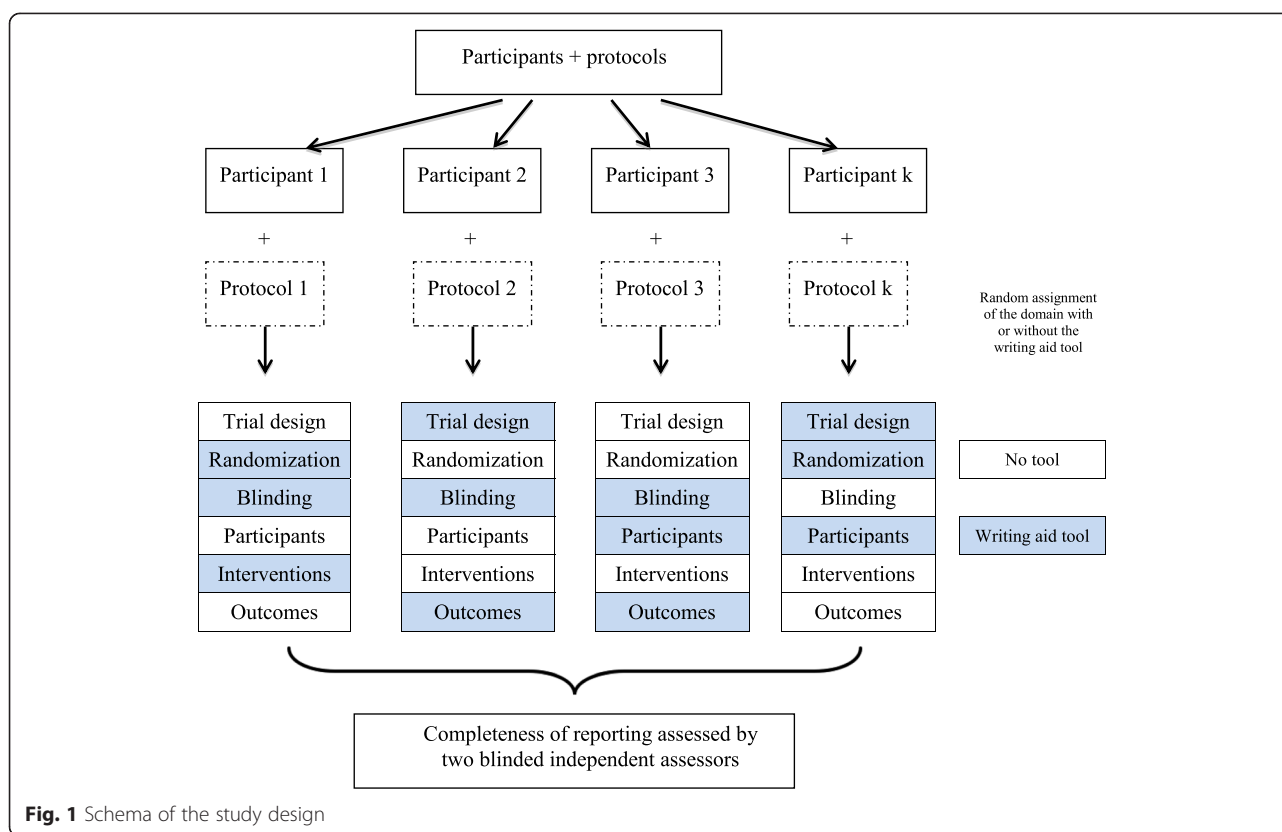 Participants + protocols
Participant 1
Participant 2
Participant 3
Participant k
+
+
+
+
Protocol 1
Protocol 2
Protocol 3
Protocol k
Random assignment
of the domain with
or without the
writing aid tool
Trial design
Randomization
Blinding
Participants
Interventions
Outcomes
Trial design
Randomization
Blinding
Participants
Interventions
Outcomes
Trial design
Randomization
Blinding
Participants
Interventions
Outcomes
Trial design
Randomization
Blinding
Participants
Interventions
Outcomes
No tool
Writing aid tool
Completeness of reporting assessed by
two blinded independent assessors
Fig. 1 Schema of the study design